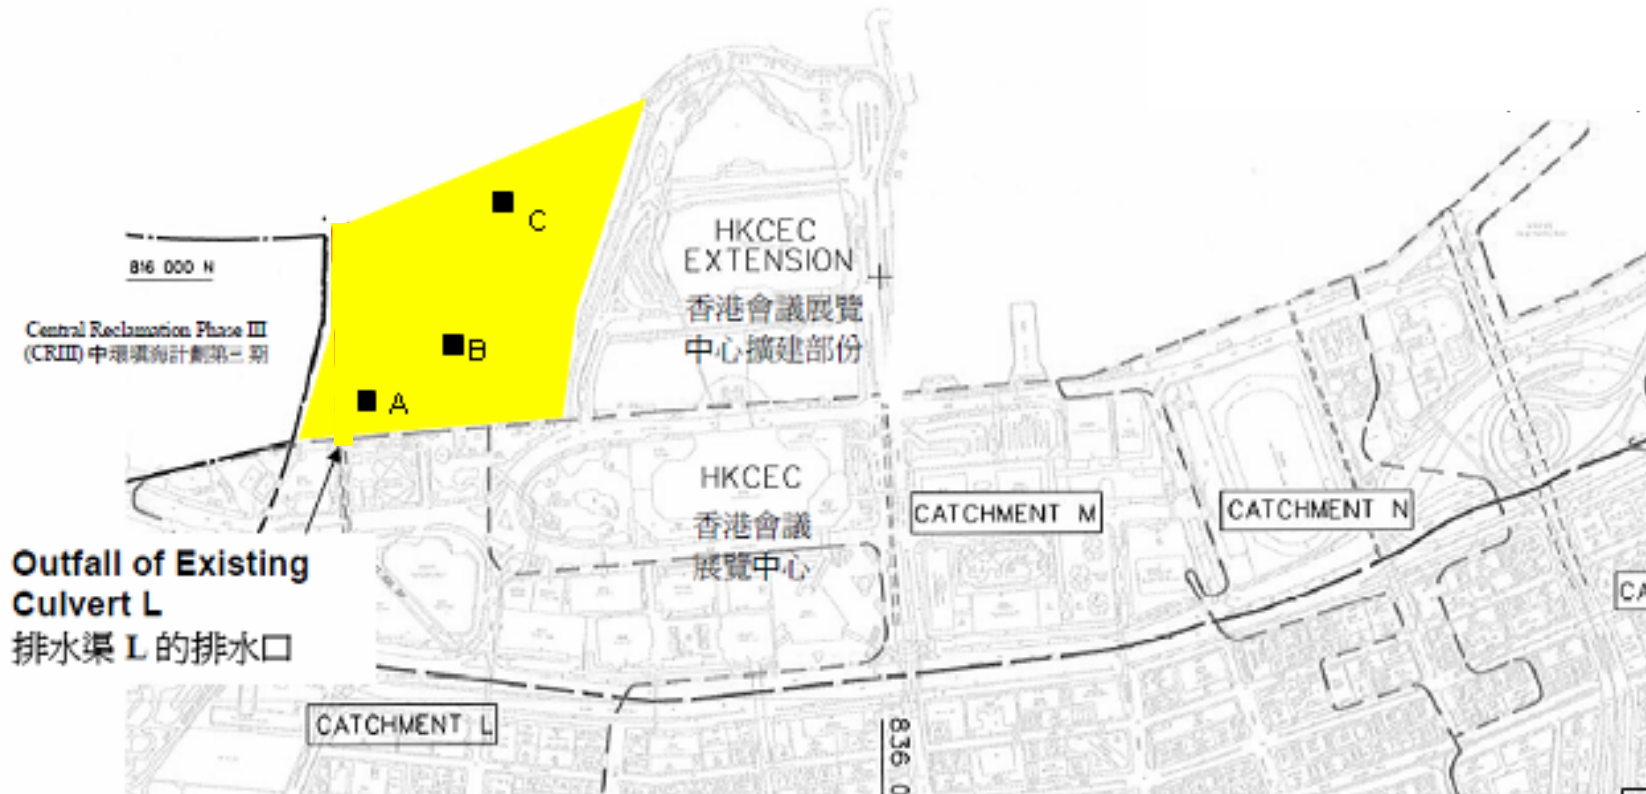 C
HKCEC
EXTENSION
香港會議展覽
中心擴建部份
816 000 N
Central Reclamation Phase III
(CRIII) 中環填海計劃第三期
B
A
HKCEC
香港會議
展覽中心
CATCHMENT M
CATCHMENT N
Outfall of Existing
Culvert L
排水渠 L 的排水口
CATCHMENT L
836 0
CA